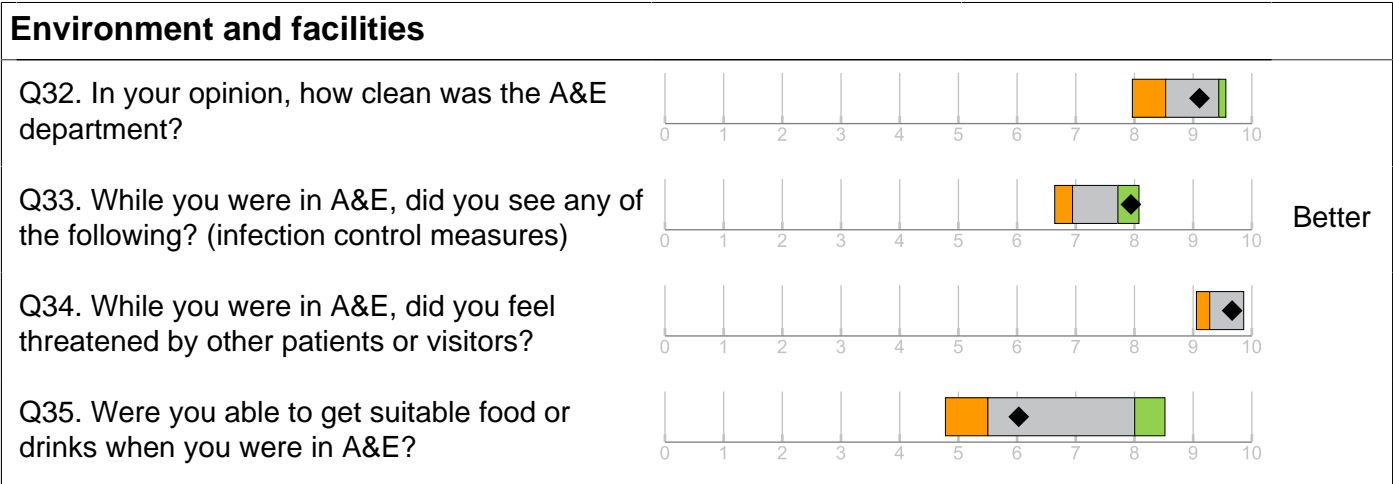 Environment and facilities
Q32. In your opinion, how clean was the A&E
department?
0 1 2 3 4 5 6 7 8 9 10
Q33. While you were in A&E, did you see any of
the following? (infection control measures)
0 1 2 3 4 5 6 7 8 9 10
Better
Q34. While you were in A&E, did you feel
threatened by other patients or visitors?
0 1 2 3 4 5 6 7 8 9 10
Q35. Were you able to get suitable food or
drinks when you were in A&E?
0 1 2 3 4 5 6 7 8 9 10